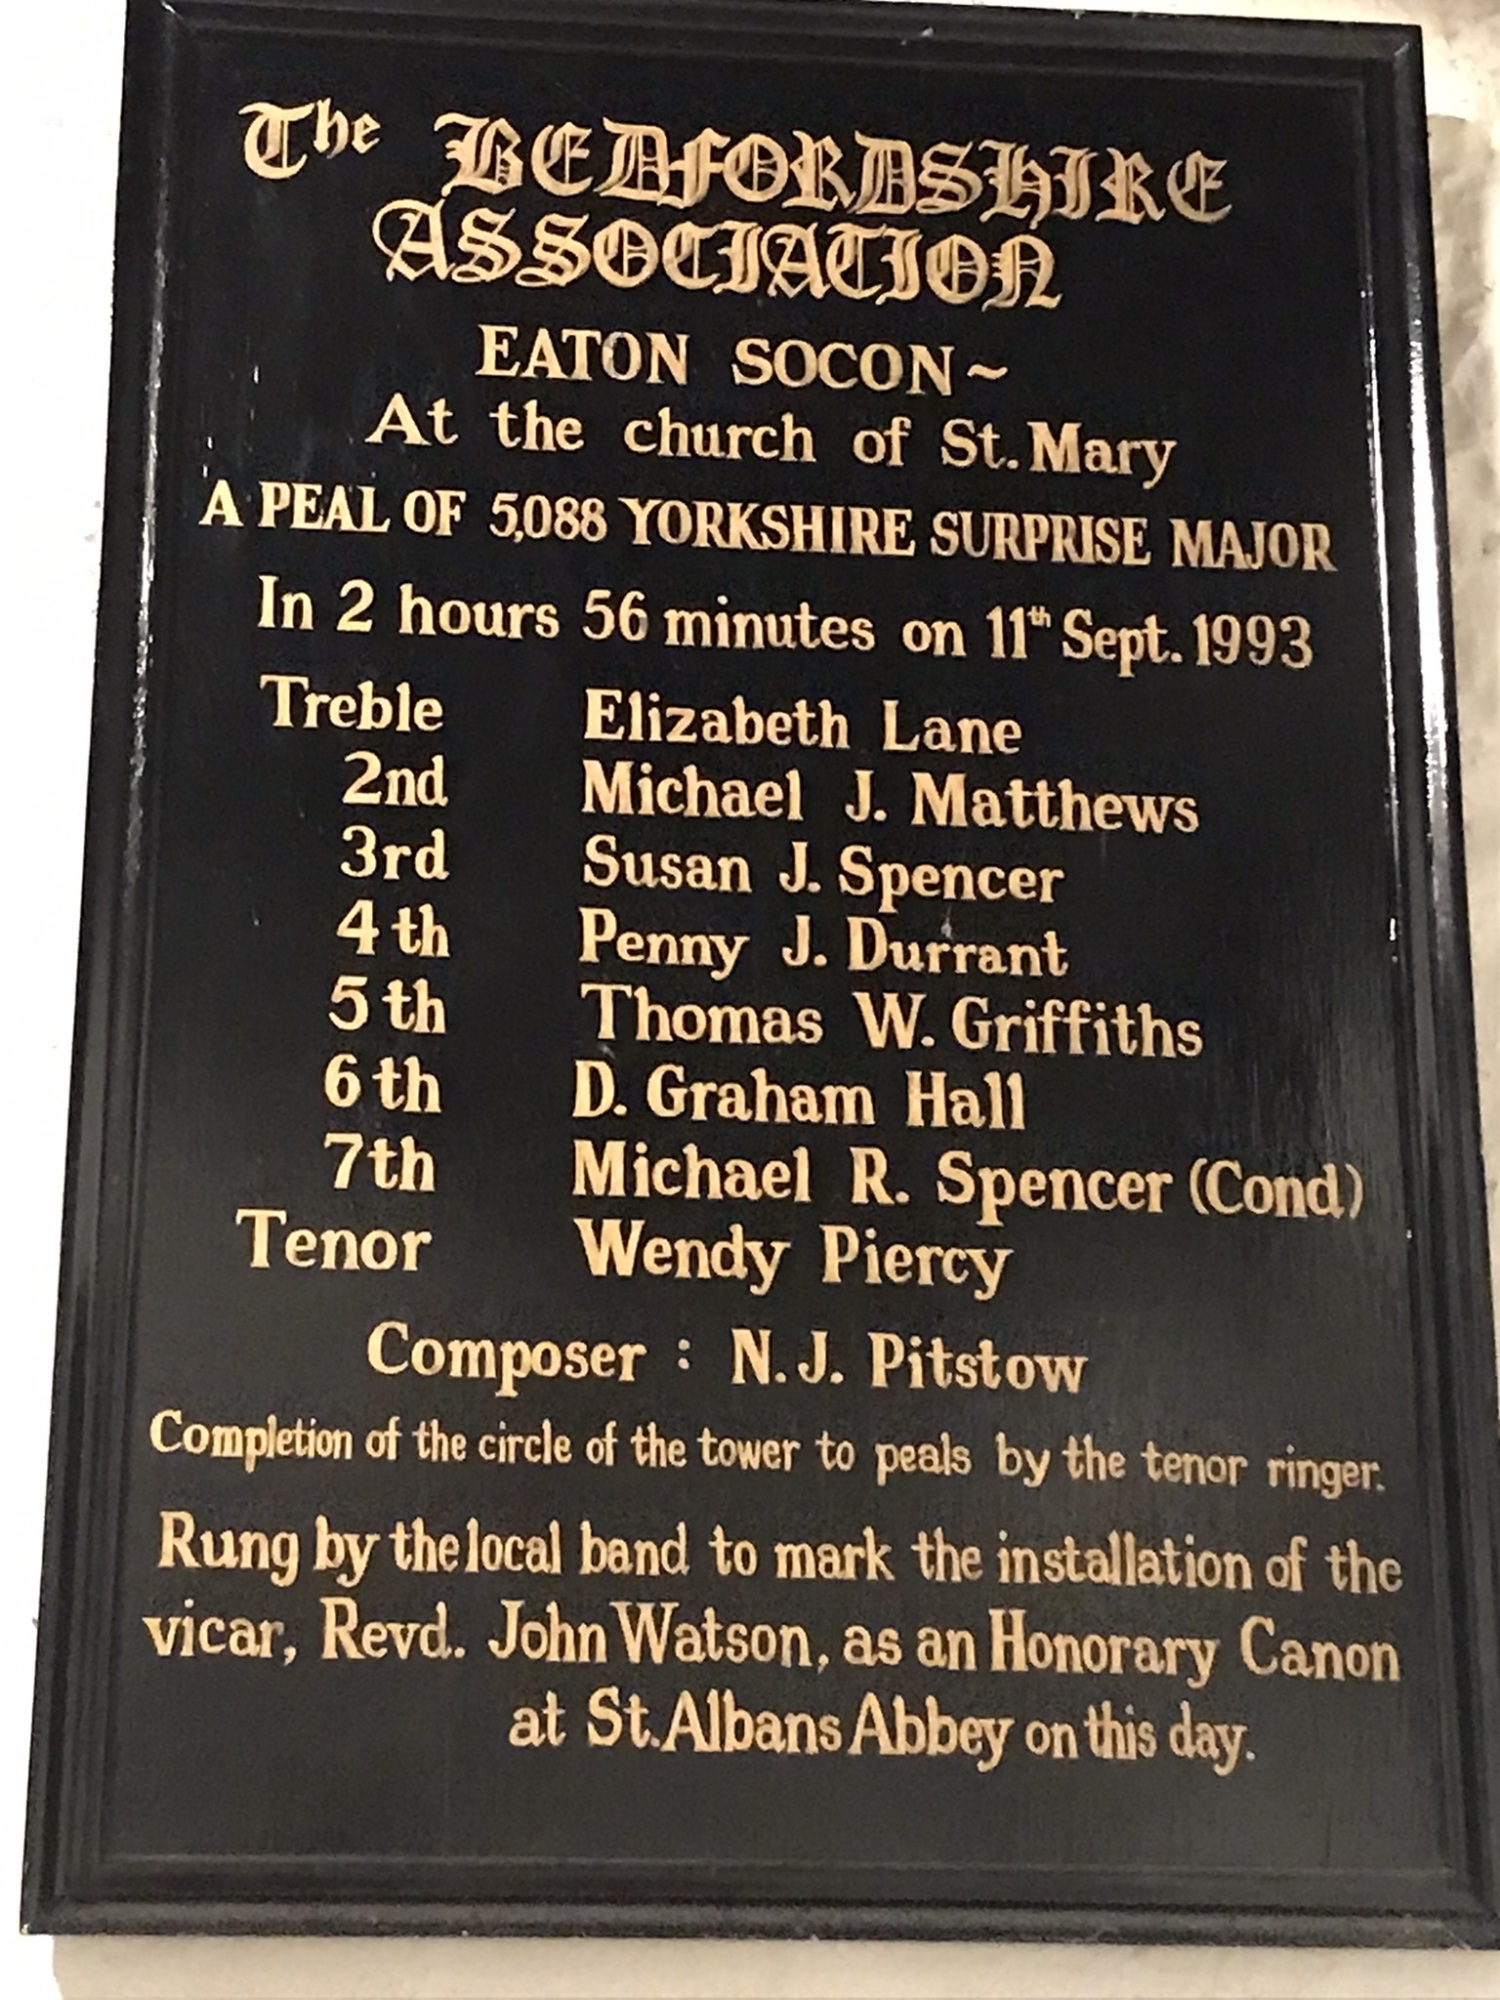 The BEDFORDSHIRE
ASSOCIATION
EATON SOCON~
At the church of St. Mary
A PEAL OF 5,088 YORKSHIRE SURPRISE MAJOR
In 2 hours 56 minutes on 11th Sept. 1993
Treble Elizabeth Lane
2nd Michael J. Matthews
3rd Susan J. Spencer
4th Penny J. Durrant
5th Thomas W. Griffiths
6th D. Graham Hall
7th Michael R. Spencer (Cond)
Tenor Wendy Piercy
Composer : N. J. Pitstow
Completion of the circle of the tower to peals by the tenor ringer.
Rung by the local band to mark the installation of the
vicar, Revd. John Watson, as an Honorary Canon
at St. Albans Abbey on this day.